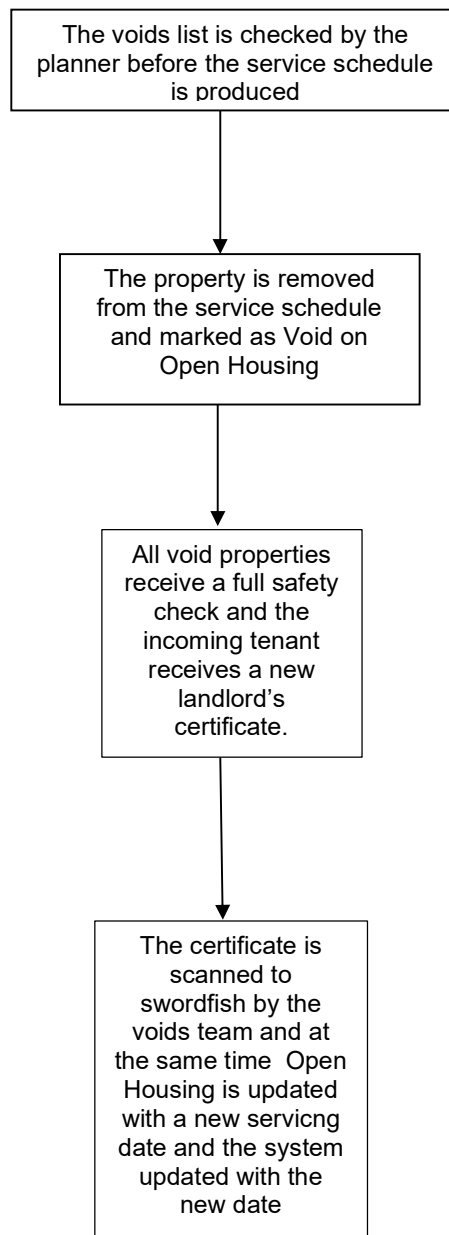 The voids list is checked by the
planner before the service schedule
is produced
The property is removed
from the service schedule
and marked as Void on
Open Housing
All void properties
receive a full safety
check and the
incoming tenant
receives a new
landlord’s
certificate.
The certificate is
scanned to
swordfish by the
voids team and at
the same time  Open
Housing is updated
with a new servicng
date and the system
updated with the
new date